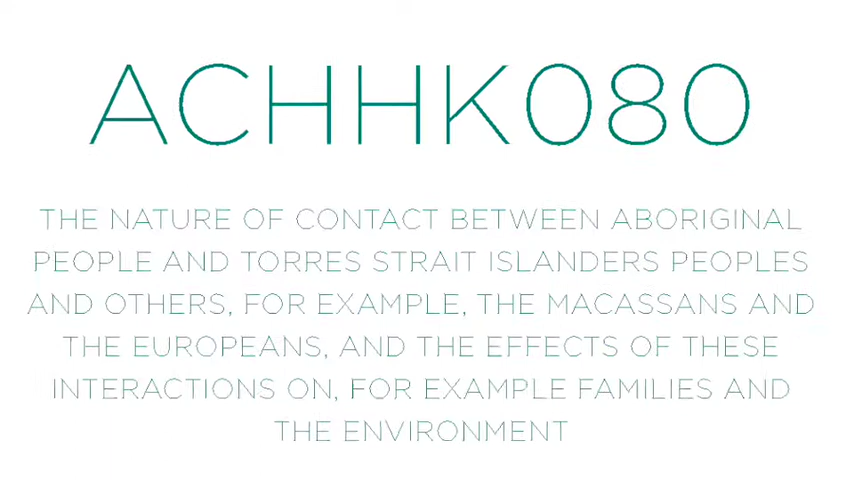 ACHHK080
THE NATURE OF CONTACT BETWEEN ABORIGINAL
PEOPLE AND TORRES STRAIT ISLANDERS PEOPLES
AND OTHERS, FOR EXAMPLE, THE MACASSANS AND
THE EUROPEANS, AND THE EFFECTS OF THESE
INTERACTIONS ON, FOR EXAMPLE FAMILIES AND
THE ENVIRONMENT